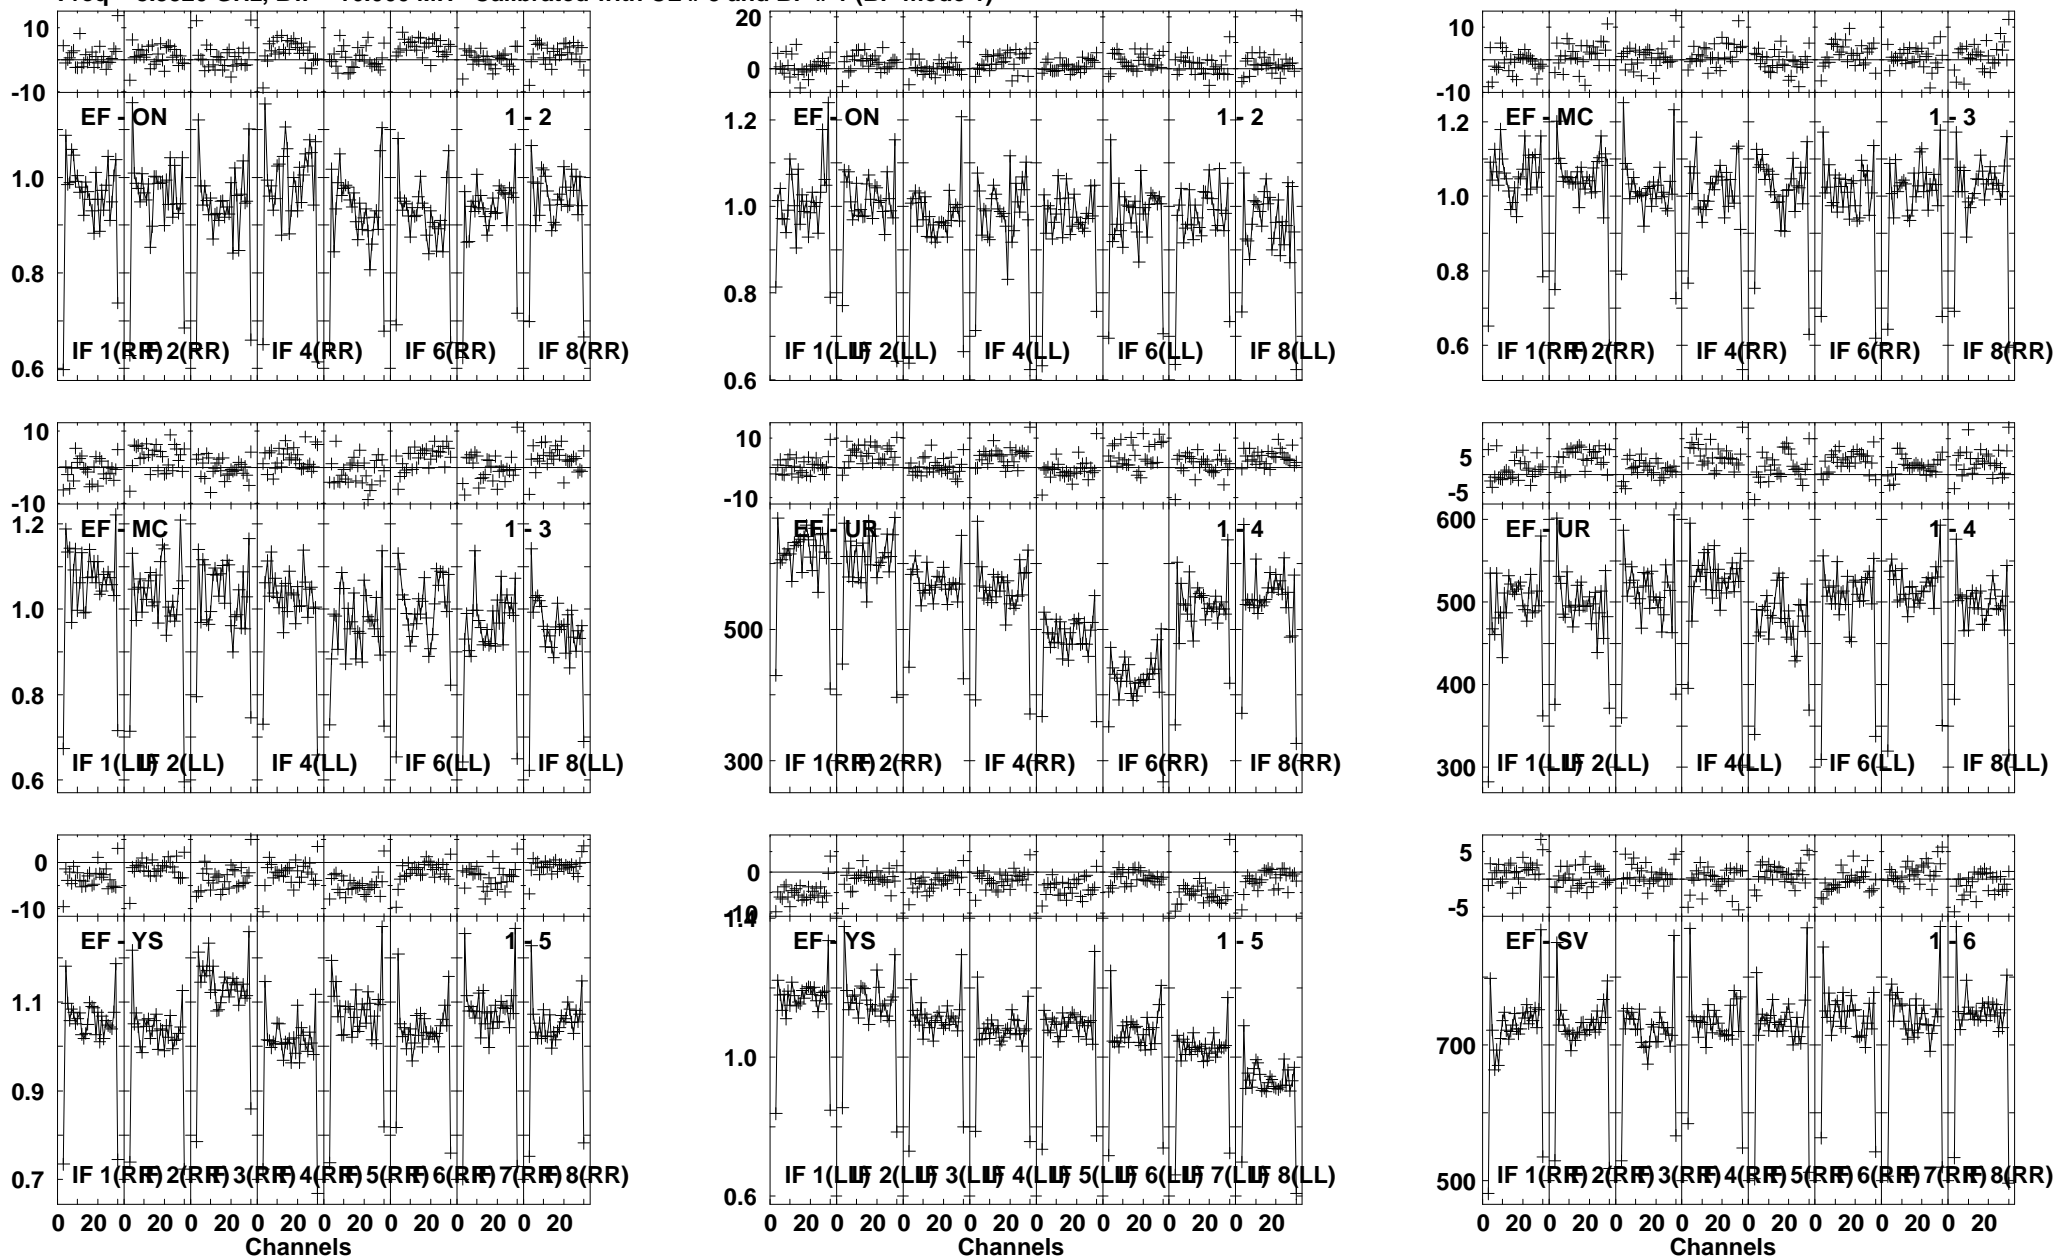 10
-10
EF - ON
1 - 2
1.0
0.8
0.6
IF 1(RR)
IF 2(RR)
IF 4(RR)
IF 6(RR)
IF 8(RR)
20
0
EF - ON
1 - 2
1.2
1.0
0.8
0.6
IF 1(LL)
IF 2(LL)
IF 4(LL)
IF 6(LL)
IF 8(LL)
10
-10
EF - MC
1 - 3
1.2
1.0
0.8
0.6
IF 1(RR)
IF 2(RR)
IF 4(RR)
IF 6(RR)
IF 8(RR)
10
-10
EF - MC
1 - 3
1.2
1.0
0.8
0.6
IF 1(LL)
IF 2(LL)
IF 4(LL)
IF 6(LL)
IF 8(LL)
10
-10
EF - UR
1 - 4
500
300
IF 1(RR)
IF 2(RR)
IF 4(RR)
IF 6(RR)
IF 8(RR)
5
-5
EF - UR
1 - 4
600
500
400
300
IF 1(LL)
IF 2(LL)
IF 4(LL)
IF 6(LL)
IF 8(LL)
0
-10
EF - YS
1 - 5
1.1
0.9
0.7
IF 1(RR)
IF 2(RR)
IF 3(RR)
IF 4(RR)
IF 5(RR)
IF 6(RR)
IF 7(RR)
IF 8(RR)
0 20 0 20 0 20 0 20 0 20 0 20 0 20 0 20
Channels
0
-10
1.4
EF - YS
1 - 5
1.0
0.6
IF 1(LL)
IF 2(LL)
IF 3(LL)
IF 4(LL)
IF 5(LL)
IF 6(LL)
IF 7(LL)
IF 8(LL)
0 20 0 20 0 20 0 20 0 20 0 20 0 20 0 20
Channels
5
-5
EF - SV
1 - 6
700
500
IF 1(RR)
IF 2(RR)
IF 3(RR)
IF 4(RR)
IF 5(RR)
IF 6(RR)
IF 7(RR)
IF 8(RR)
0 20 0 20 0 20 0 20 0 20 0 20 0 20 0 20
Channels